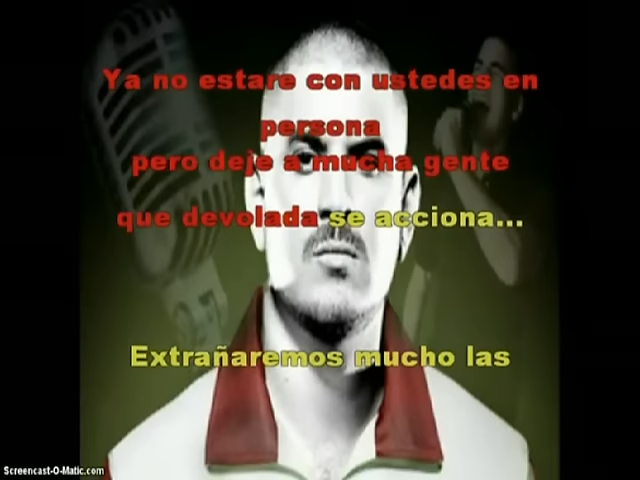 Ya no estare con ustedes en
persona
pero deje a mucha gente
que devolada se acciona...
Extrañaremos mucho las
Screencast-O-Matic.com